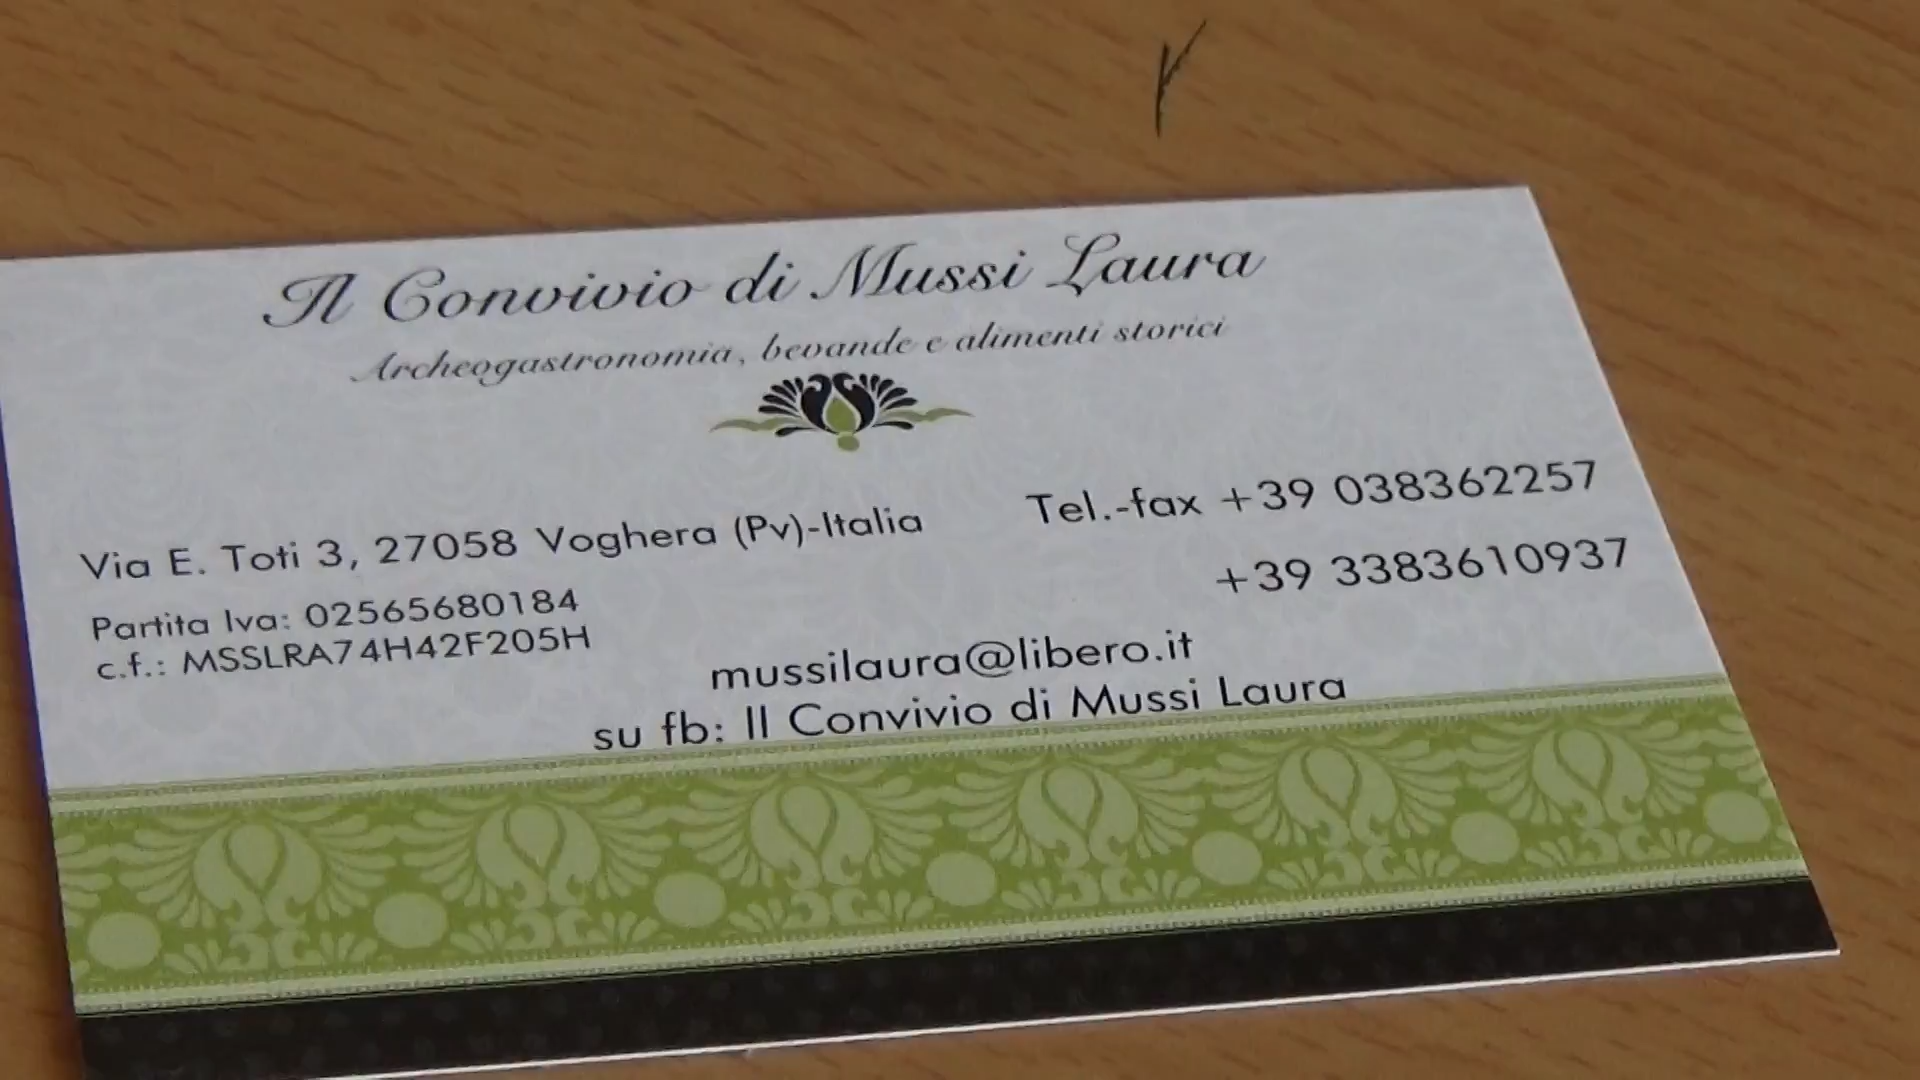 Il Convivio di Mussi Laura
Archeogastronomia, bevande e alimenti storici
Via E. Toti 3, 27058 Voghera (Pv)-Italia
Tel.-fax +39 038362257
+39 3383610937
Partita Iva: 02565680184
c.f.: MSSLRA74H42F205H
mussilaura@libero.it
su fb: Il Convivio di Mussi Laura